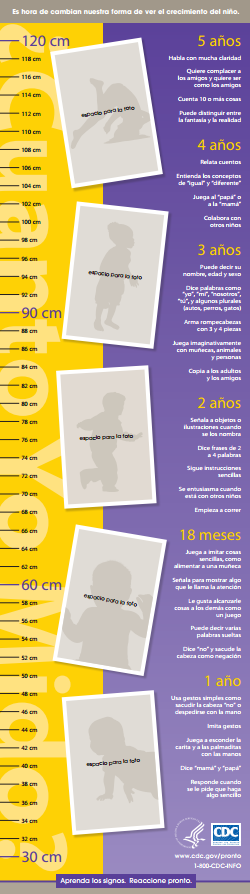 Es hora de cambiar nuestra forma de ver el crecimiento del niño.
120 cm
118 cm
116 cm
114 cm
112 cm
110 cm
108 cm
106 cm
104 cm
102 cm
100 cm
98 cm
96 cm
94 cm
92 cm
90 cm
88 cm
86 cm
84 cm
82 cm
80 cm
78 cm
76 cm
74 cm
72 cm
70 cm
68 cm
66 cm
64 cm
62 cm
60 cm
58 cm
56 cm
54 cm
52 cm
50 cm
48 cm
46 cm
44 cm
42 cm
40 cm
38 cm
36 cm
34 cm
32 cm
30 cm
espacio para la foto
espacio para la foto
espacio para la foto
espacio para la foto
espacio para la foto
5 años
Habla con mucha claridad
Quiere complacer a
los amigos y quiere ser
como los amigos
Cuenta 10 o más cosas
Puede distinguir entre
la fantasía y la realidad
4 años
Relata cuentos
Entienda los conceptos
de "igual" y "diferente"
Juega al "papá" o
a la "mamá"
Colabora con
otros niños
3 años
Puede decir su
nombre, edad y sexo
Dice palabras como
"yo", "mi", "nosotros",
"tú", y algunos plurales
(autos, perros, gatos)
Arma rompecabezas
con 3 y 4 piezas
Juega imaginativamente
con muñecas, animales
y personas
Copia a los adultos
y los amigos
2 años
Señala a objetos o
ilustraciones cuando
se los nombra
Dice frases de 2
a 4 palabras
Sigue instrucciones
sencillas
Se entusiasma cuando
está con otros niños
Empieza a correr
18 meses
Juega a imitar cosas
sencillas, como
alimentar a una muñeca
Señala para mostrar algo
que le llama la atención
Le gusta alcanzarle
cosas a los demás como
un juego
Puede decir varias
palabras sueltas
Dice "no" y sacude la
cabeza como negación
1 año
Usa gestos simples como
sacudir la cabeza "no" o
despedirse con la mano
Imita gestos
Juega a esconder la
carita y a las palmaditas
con las manos
Dice "mamá" y "papá"
Responde cuando
se le pide que haga
algo sencillo
CDC
www.cdc.gov/pronto
1-800-CDC-INFO
Aprenda los signos. Reaccione pronto.